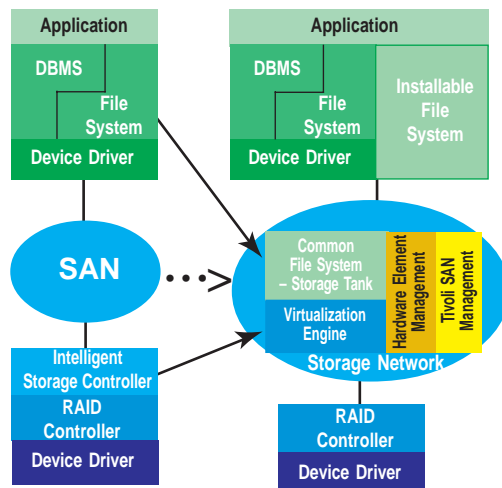 Application
DBMS
File
System
Device Driver
SAN
Intelligent
Storage Controller
RAID
Controller
Device Driver
Application
DBMS
File
System
Device Driver
Installable
File
System
Common
File System
– Storage Tank
Virtualization
Engine
Hardware Element
Management
Tivoli SAN
Management
Storage Network
RAID
Controller
Device Driver